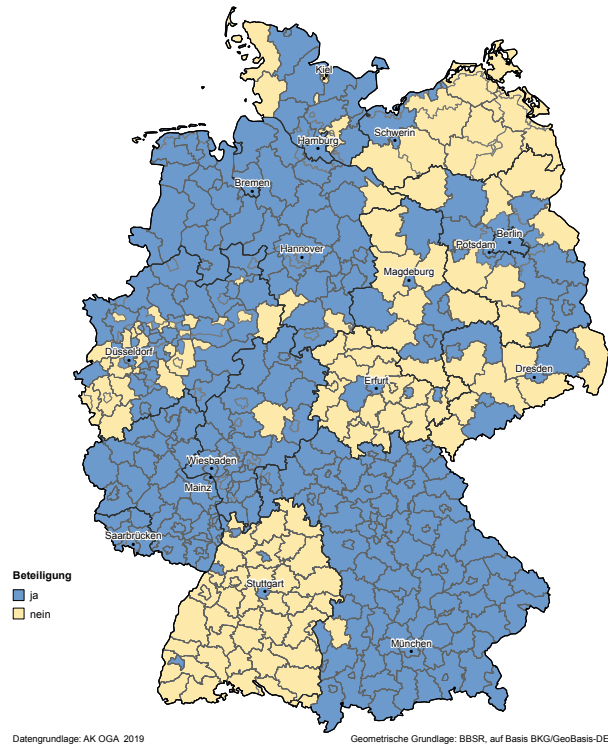 Kiel
Schwerin
Hamburg
Bremen
Berlin
Potsdam
Hannover
Magdeburg
Düsseldorf
Dresden
Erfurt
Wiesbaden
Mainz
Saarbrücken
Beteiligung
ja
Stuttgart
nein
München
Datengrundlage: AK OGA 2019
Geometrische Grundlage: BBSR, auf Basis BKG/GeoBasis-DE